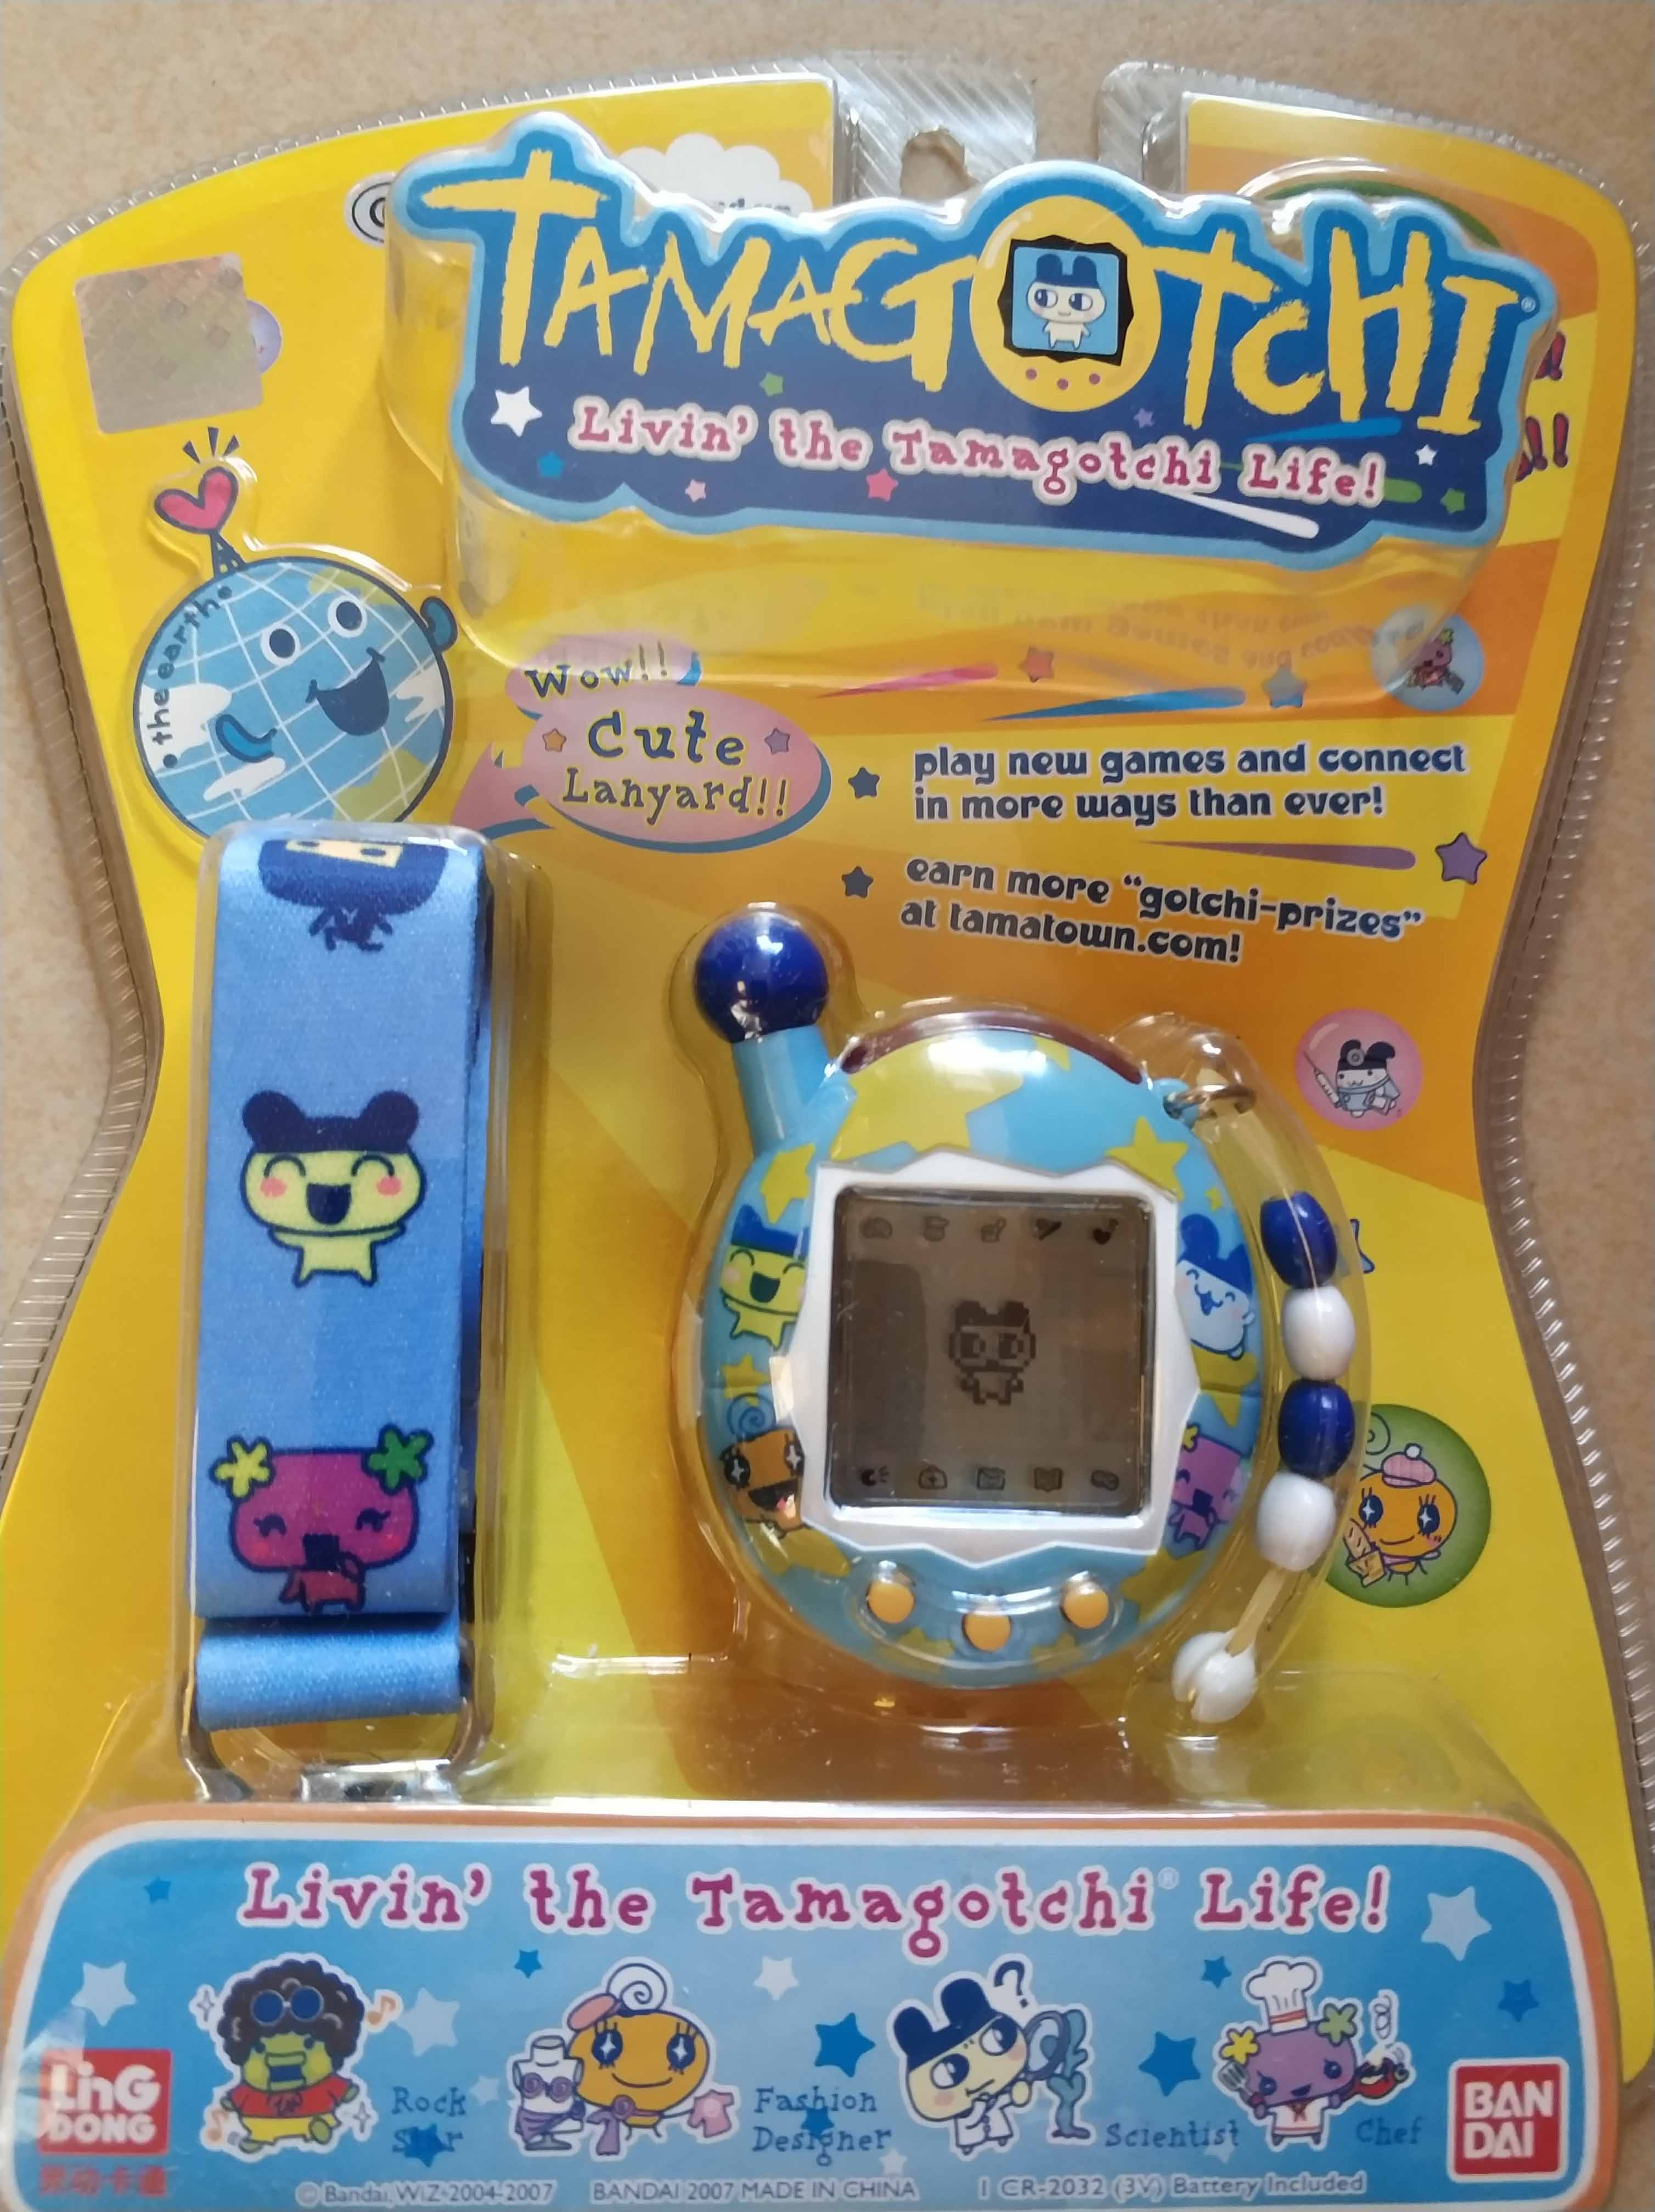 TAMAGOTCHI®
Livin' the Tamagotchi Life!
the earth
Wow!!
Cute
Lanyard!!
play new games and connect
in more ways than ever!
earn more “gotchi-prizes”
at tamatown.com!
Livin' the Tamagotchi® Life!
Rock
Star
Fashion
Designer
Scientist
Chef
LinG
DONG
BAN
DAI
© Bandai, WiZ 2004-2007 BANDAI 2007 MADE IN CHINA 1 CR-2032 (3V) Battery Included